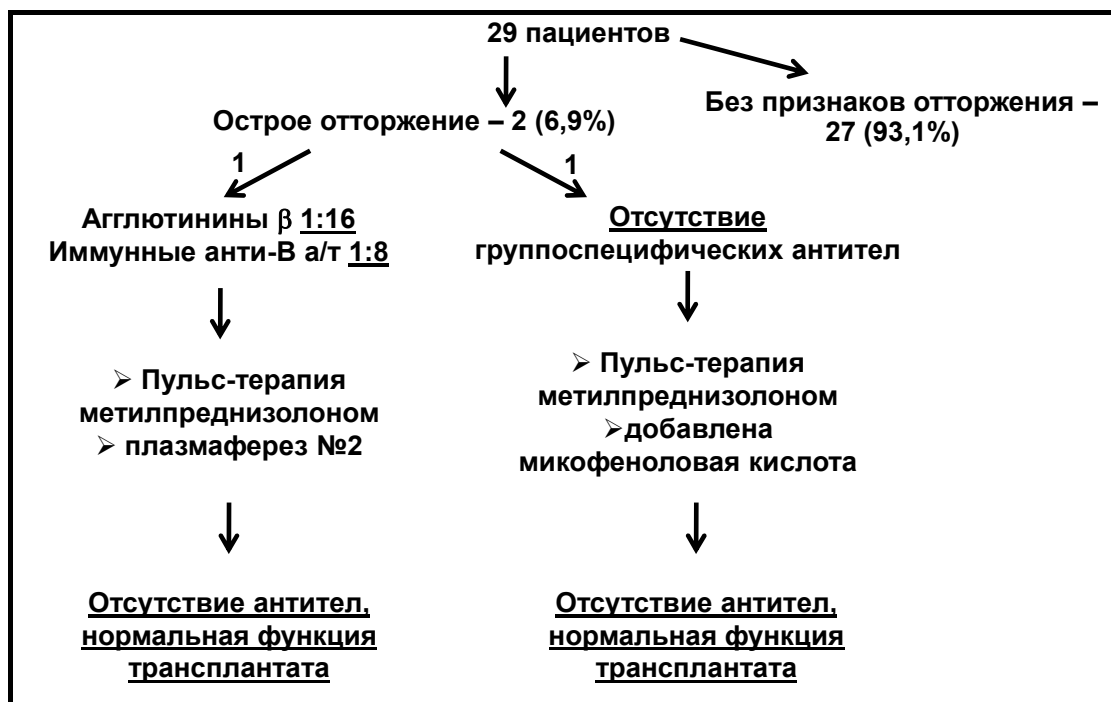 29 пациентов
Без признаков отторжения –
27 (93,1%)
Острое отторжение – 2 (6,9%)
1
1
Агглютинины β 1:16
Иммунные анти-В а/т 1:8
Отсутствие
группоспецифических антител
➢ Пульс-терапия
метилпреднизолоном
➢ плазмаферез №2
➢ Пульс-терапия
метилпреднизолоном
➢добавлена
микофеноловая кислота
Отсутствие антител,
нормальная функция
трансплантата
Отсутствие антител,
нормальная функция
трансплантата